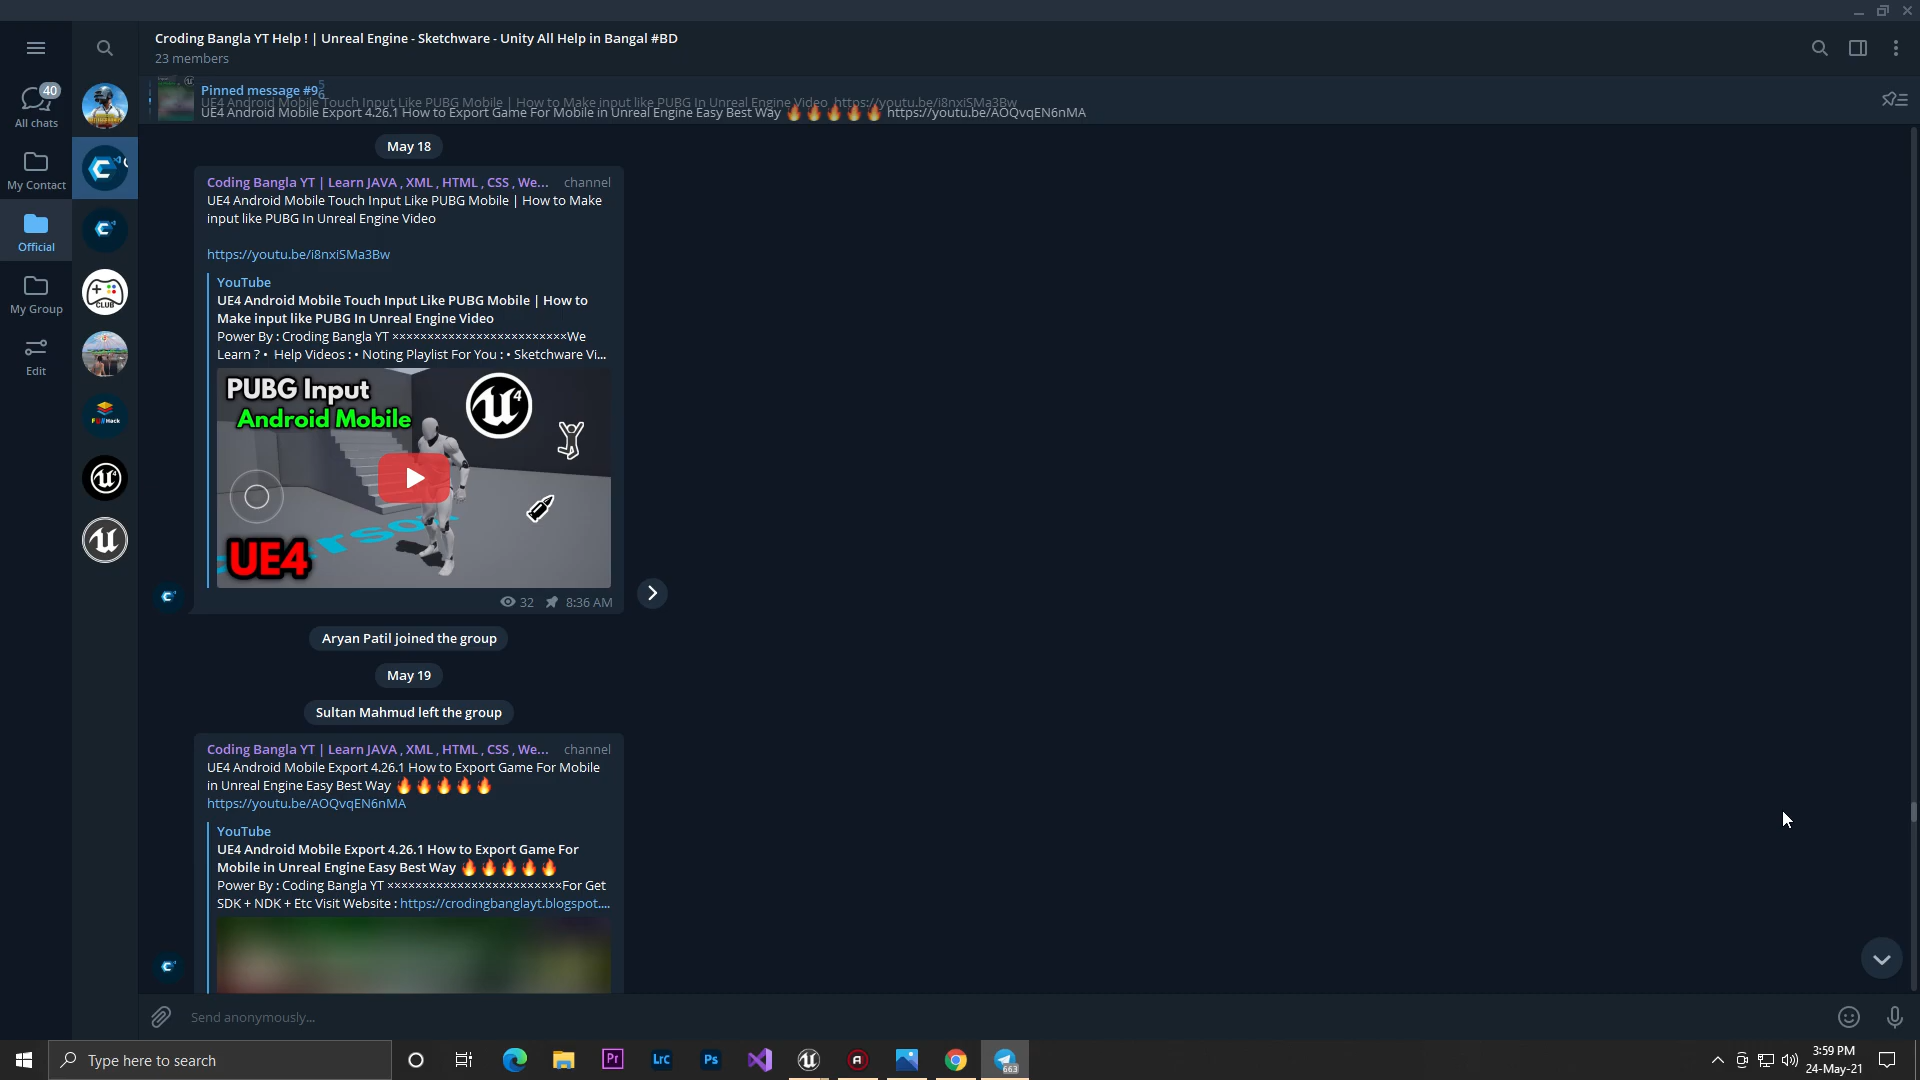 Croding Bangla YT Help ! | Unreal Engine - Sketchware - Unity All Help in Bangal #BD
23 members
Pinned message #9
UE4 Android Mobile Touch Input Like PUBG Mobile | How to Make input like PUBG In Unreal Engine Video https://youtu.be/i8nxiSMa3Bw
UE4 Android Mobile Export 4.26.1 How to Export Game For Mobile in Unreal Engine Easy Best Way 🔥🔥🔥🔥🔥 https://youtu.be/AOQvqEN6nMA
40
All chats
My Contact
Official
My Group
Edit
CLUB
May 18
Coding Bangla YT | Learn JAVA , XML , HTML , CSS , We... channel
UE4 Android Mobile Touch Input Like PUBG Mobile | How to Make
input like PUBG In Unreal Engine Video
https://youtu.be/i8nxiSMa3Bw
YouTube
UE4 Android Mobile Touch Input Like PUBG Mobile | How to
Make input like PUBG In Unreal Engine Video
Power By : Croding Bangla YT ×××××××××××××××××××××××××We
Learn ? • Help Videos : • Noting Playlist For You : • Sketchware Vi...
PUBG Input
Android Mobile
UE4
32 8:36 AM
Aryan Patil joined the group
May 19
Sultan Mahmud left the group
Coding Bangla YT | Learn JAVA , XML , HTML , CSS , We... channel
UE4 Android Mobile Export 4.26.1 How to Export Game For Mobile
in Unreal Engine Easy Best Way 🔥🔥🔥🔥🔥
https://youtu.be/AOQvqEN6nMA
YouTube
UE4 Android Mobile Export 4.26.1 How to Export Game For
Mobile in Unreal Engine Easy Best Way 🔥🔥🔥🔥🔥
Power By : Coding Bangla YT ×××××××××××××××××××××××××For Get
SDK + NDK + Etc Visit Website : https://crodingbanglayt.blogspot....
Send anonymously...
Type here to search
Pr
Lrc
Ps
663
3:59 PM
24-May-21